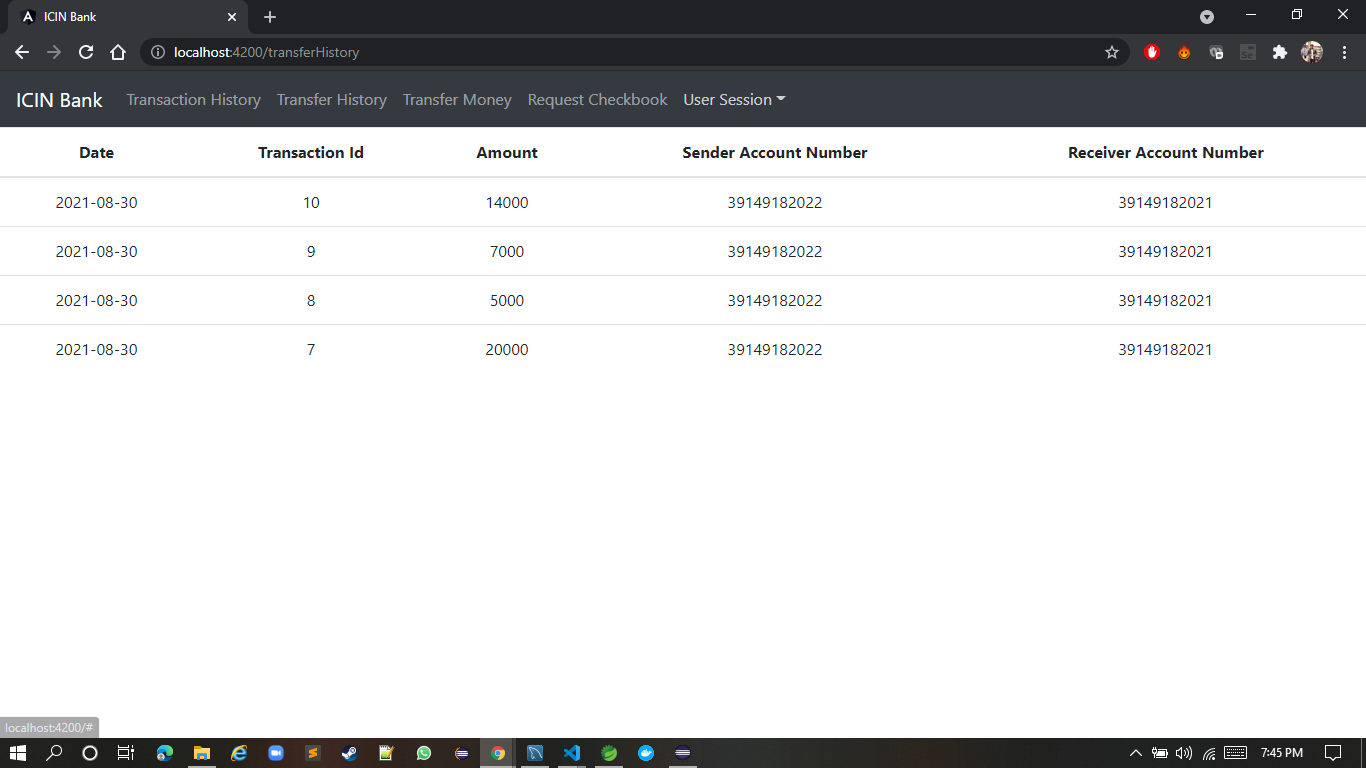 ICIN Bank
localhost:4200/transferHistory
ICIN Bank Transaction History Transfer History Transfer Money Request Checkbook User Session
Date Transaction Id Amount Sender Account Number Receiver Account Number
2021-08-30 10 14000 39149182022 39149182021
2021-08-30 9 7000 39149182022 39149182021
2021-08-30 8 5000 39149182022 39149182021
2021-08-30 7 20000 39149182022 39149182021
localhost:4200/#
7:45 PM